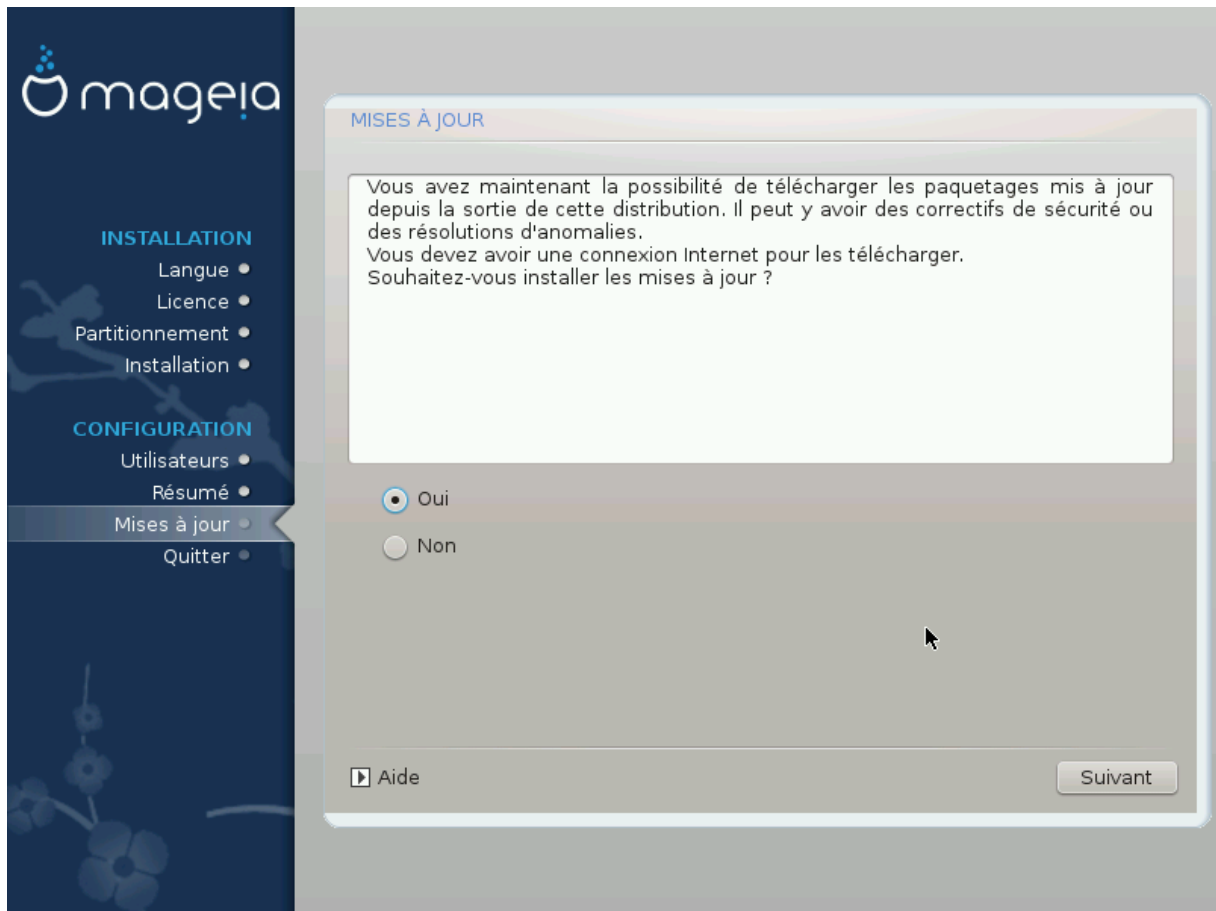 mageia
INSTALLATION
Langue
Licence
Partitionnement
Installation
CONFIGURATION
Utilisateurs
Résumé
Mises à jour
Quitter
MISES À JOUR
Vous avez maintenant la possibilité de télécharger les paquetages mis à jour
depuis la sortie de cette distribution. Il peut y avoir des correctifs de sécurité ou
des résolutions d'anomalies.
Vous devez avoir une connexion Internet pour les télécharger.
Souhaitez-vous installer les mises à jour ?
Oui
Non
Aide
Suivant